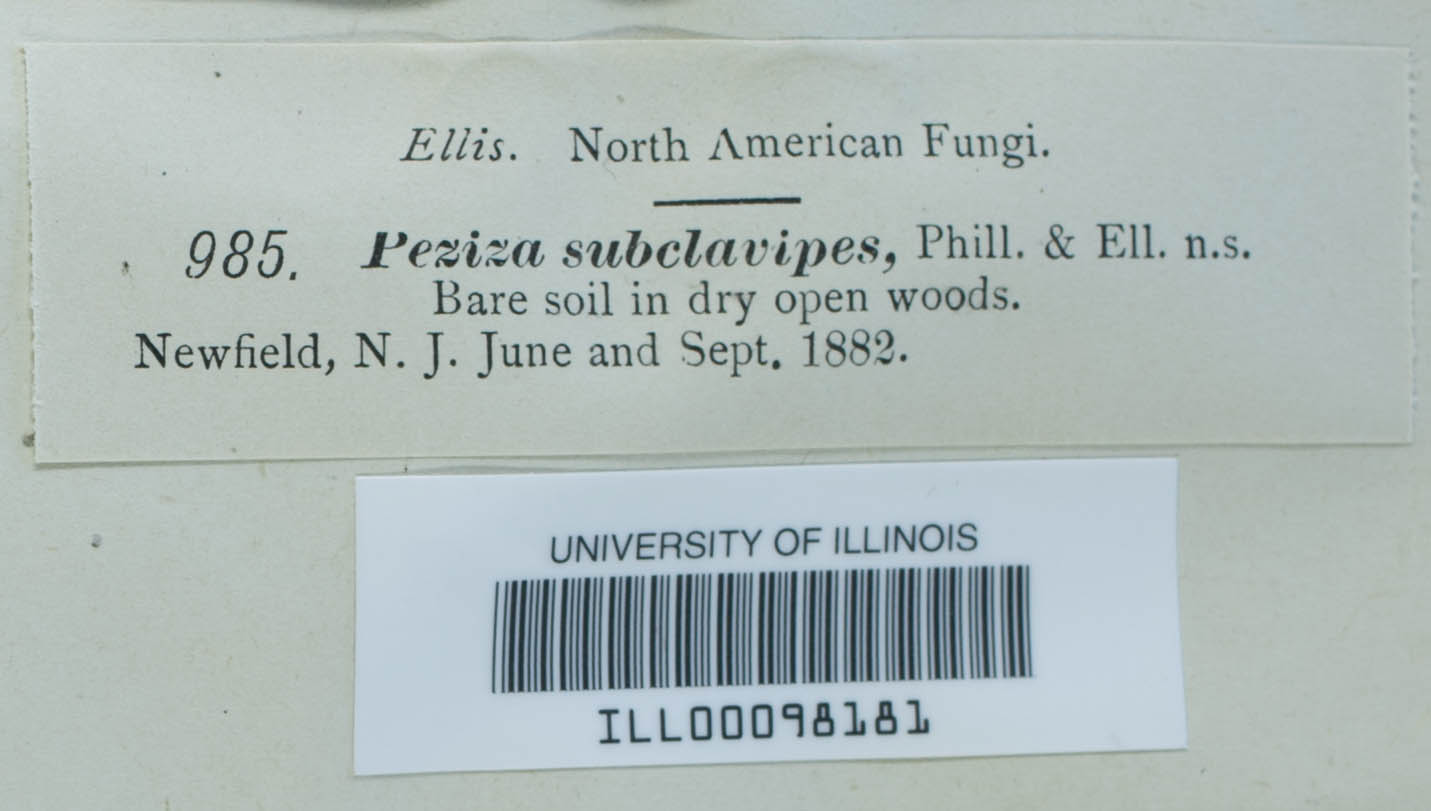 Ellis. North American Fungi.
985. Peziza subclavipes, Phill. & Ell. n.s.
Bare soil in dry open woods.
Newfield, N. J. June and Sept. 1882.
UNIVERSITY OF ILLINOIS
ILL00098181